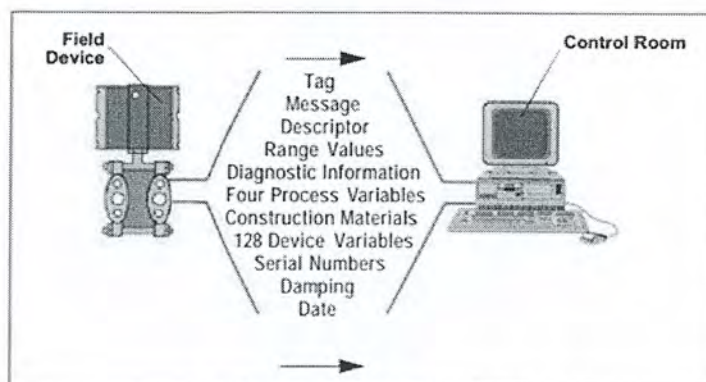 Field
Device
Control Room
Tag
Message
Descriptor
Range Values
Diagnostic Information
Four Process Variables
Construction Materials
128 Device Variables
Serial Numbers
Damping
Date